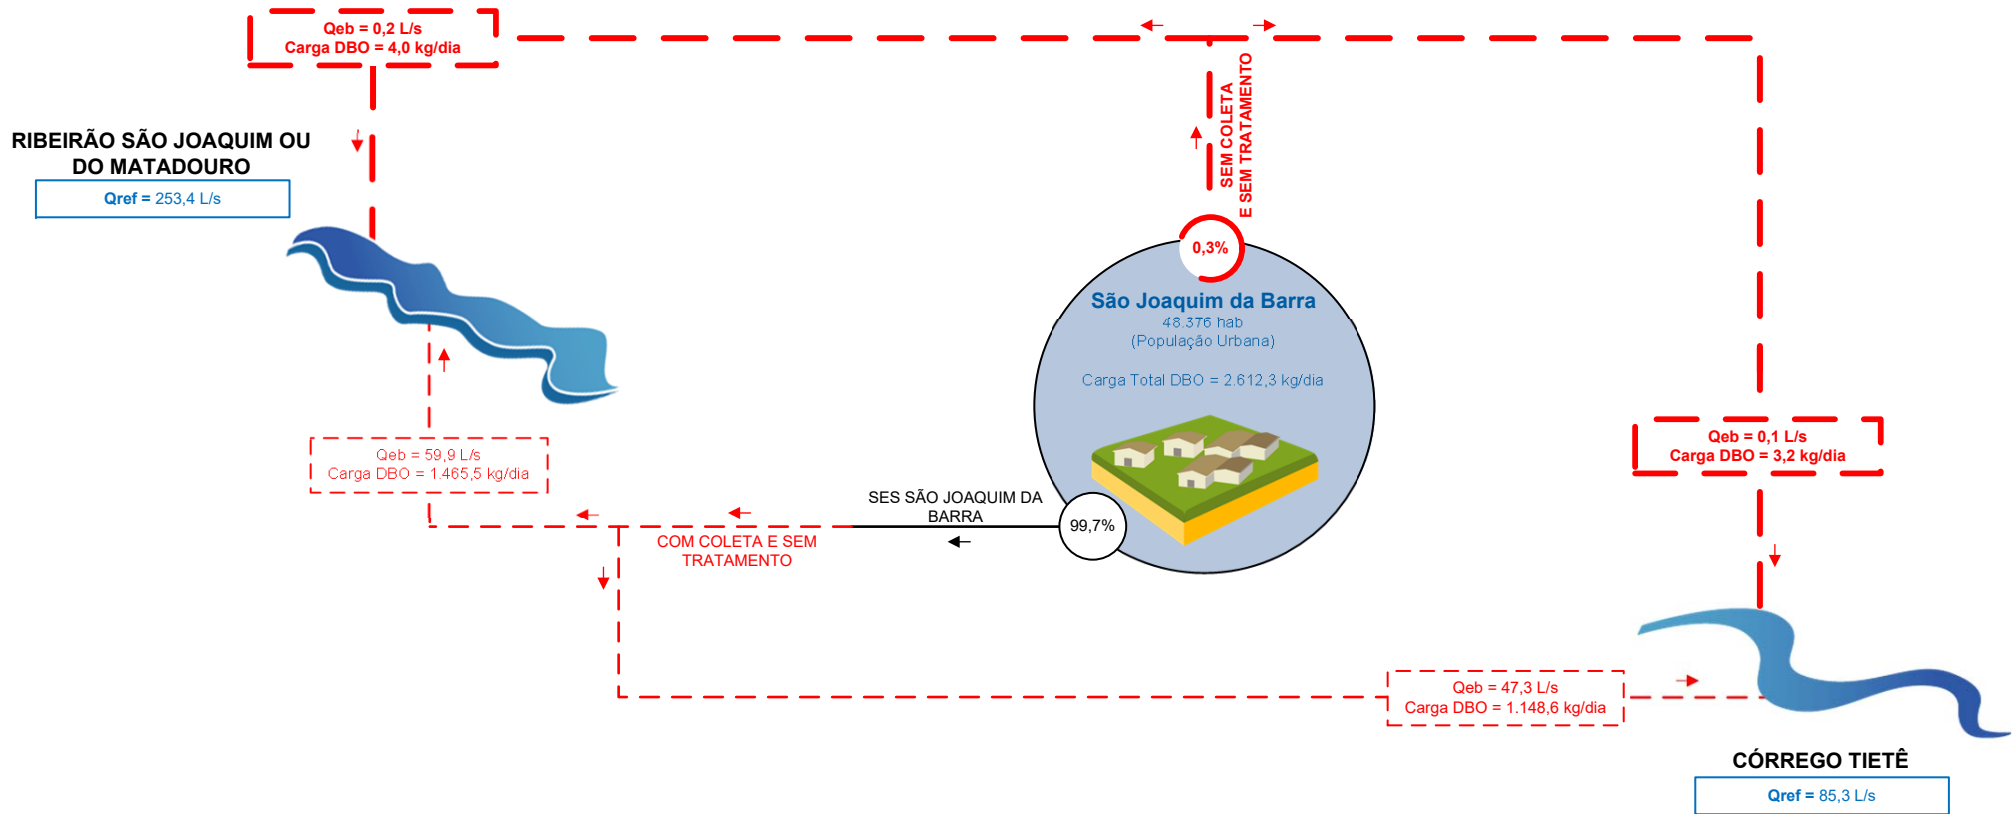 Qeb = 0,2 L/s
Carga DBO = 4,0 kg/dia
SEM COLETA
E SEM TRATAMENTO
RIBEIRÃO SÃO JOAQUIM OU
DO MATADOURO
Qref = 253,4 L/s
0,3%
São Joaquim da Barra
48.376 hab
(População Urbana)
Carga Total DBO = 2.612,3 kg/dia
Qeb = 0,1 L/s
Carga DBO = 3,2 kg/dia
Qeb = 59,9 L/s
Carga DBO = 1.465,5 kg/dia
SES SÃO JOAQUIM DA
BARRA
99,7%
COM COLETA E SEM
TRATAMENTO
Qeb = 47,3 L/s
Carga DBO = 1.148,6 kg/dia
CÓRREGO TIETÊ
Qref = 85,3 L/s